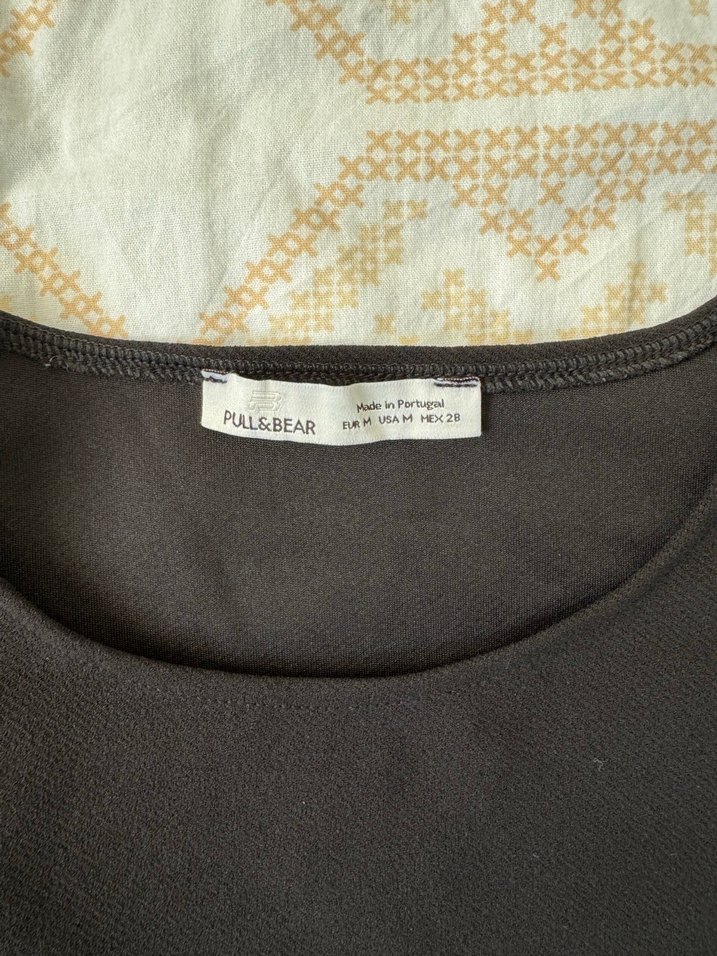 PULL&BEAR
Made in Portugal
EUR M USA M MEX 28